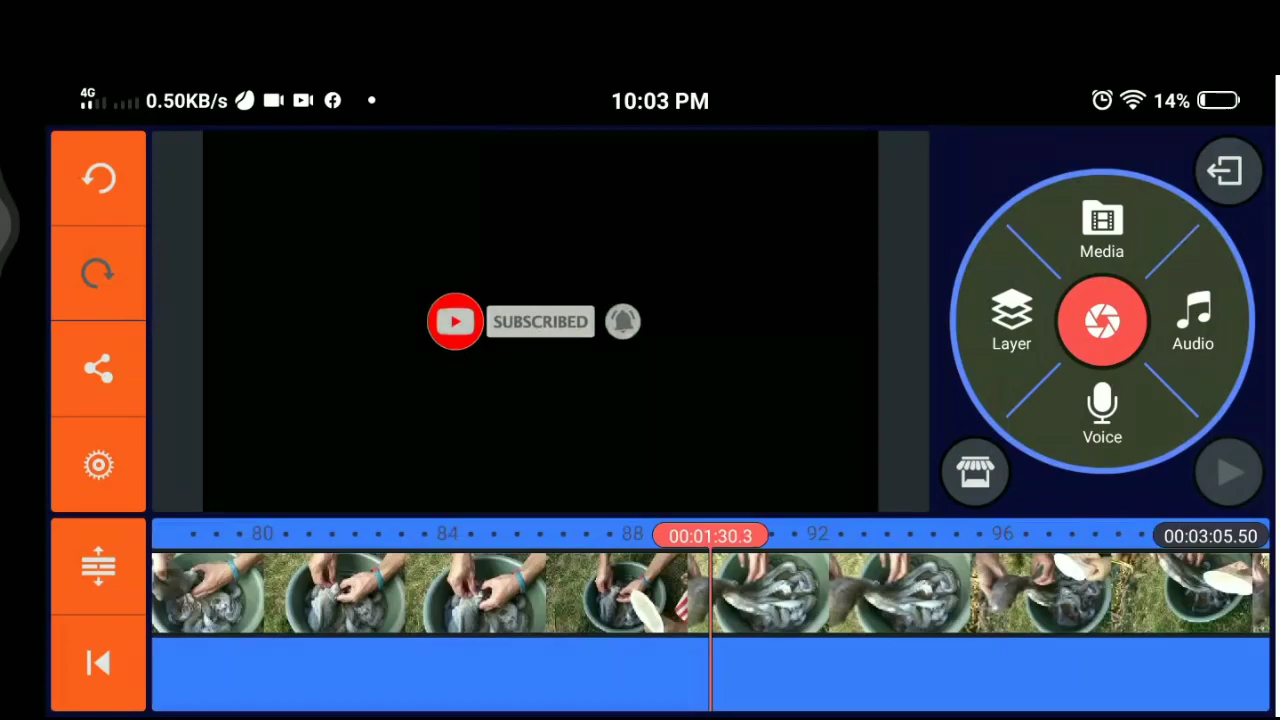 4G
0.50KB/s
10:03 PM
14%
Media
Layer
Audio
Voice
SUBSCRIBED
80
84
88
00:01:30.3
92
96
00:03:05.50